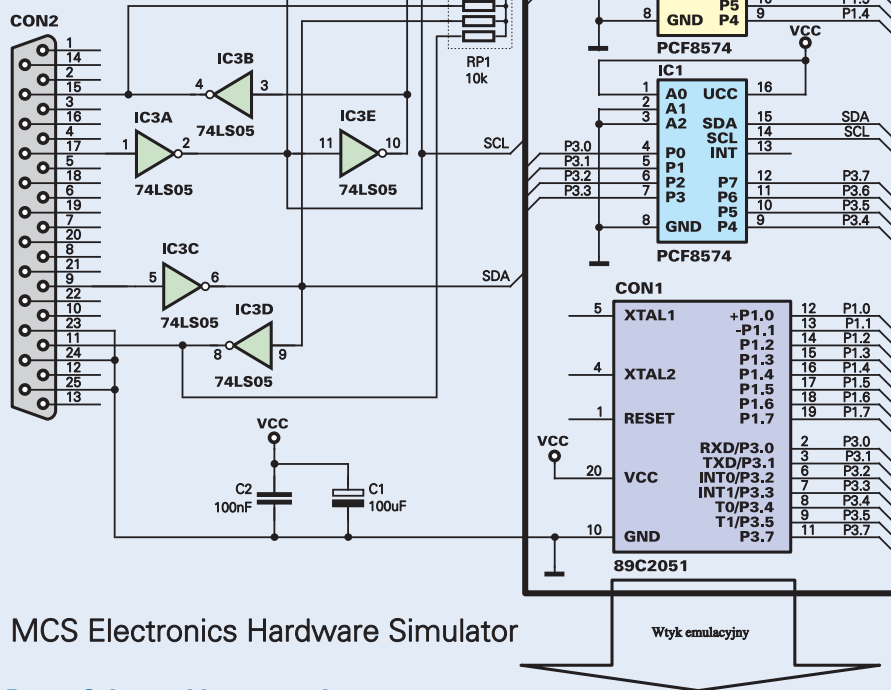 CON2
1
14
2
15
3
16
4
17
5
18
6
19
7
20
8
21
9
22
10
23
11
24
12
25
13
IC3B
4
3
74LS05
IC3A
1
2
74LS05
IC3E
11
10
74LS05
RP1
10k
SCL
IC3C
5
6
74LS05
SDA
IC3D
8
9
74LS05
VCC
C2
100nF
C1
100uF
8
GND
P5
P4
9
P1.4
PCF8574
VCC
IC1
1
A0
2
A1
3
A2
P3.0
4
P0
P3.1
5
P1
P3.2
6
P2
P3.3
7
P3
8
GND
UCC
16
SDA
15
SDA
SCL
14
SCL
INT
13
P7
12
P3.7
P6
11
P3.6
P5
10
P3.5
P4
9
P3.4
PCF8574
CON1
5
XTAL1
4
XTAL2
1
RESET
VCC
20
VCC
10
GND
+P1.0
12
P1.0
-P1.1
13
P1.1
P1.2
14
P1.2
P1.3
15
P1.3
P1.4
16
P1.4
P1.5
17
P1.5
P1.6
18
P1.6
P1.7
19
P1.7
RXD/P3.0
2
P3.0
TXD/P3.1
3
P3.1
INT0/P3.2
6
P3.2
INT1/P3.3
7
P3.3
T0/P3.4
8
P3.4
T1/P3.5
9
P3.5
P3.7
11
P3.7
89C2051
MCS Electronics Hardware Simulator
Wtyk emulacyjny